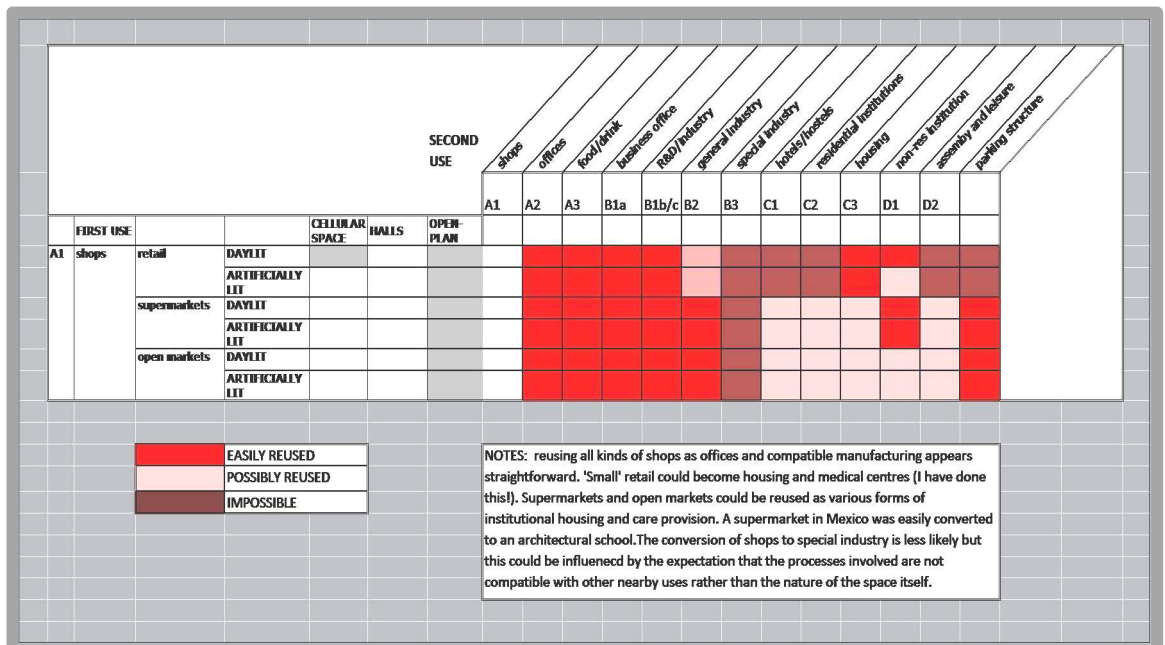 SECOND
USE
shops
offices
food/drink
business office
R&D/industry
general industry
special industry
hotels/hostels
residential institutions
housing
non-res institution
assemby and leisure
parking structure
A1 A2 A3 B1a B1b/c B2 B3 C1 C2 C3 D1 D2
FIRST USE CELLULAR SPACE HALLS OPEN-PLAN
A1 shops retail DAYLIT
ARTIFICIALLY
LIT
supermarkets DAYLIT
ARTIFICIALLY
LIT
open markets DAYLIT
ARTIFICIALLY
LIT
EASILY REUSED
POSSIBLY REUSED
IMPOSSIBLE
NOTES: reusing all kinds of shops as offices and compatible manufacturing appears
straightforward. 'Small' retail could become housing and medical centres (I have done
this!). Supermarkets and open markets could be reused as various forms of
institutional housing and care provision. A supermarket in Mexico was easily converted
to an architectural school.The conversion of shops to special industry is less likely but
this could be influenecd by the expectation that the processes involved are not
compatible with other nearby uses rather than the nature of the space itself.